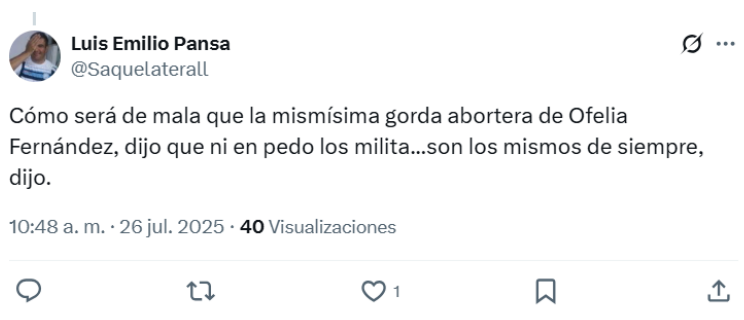 Luis Emilio Pansa
@Saquelaterall
Cómo será de mala que la mismísima gorda abortera de Ofelia
Fernández, dijo que ni en pedo los milita...son los mismos de siempre,
dijo.
10:48 a. m. · 26 jul. 2025 · 40 Visualizaciones
1